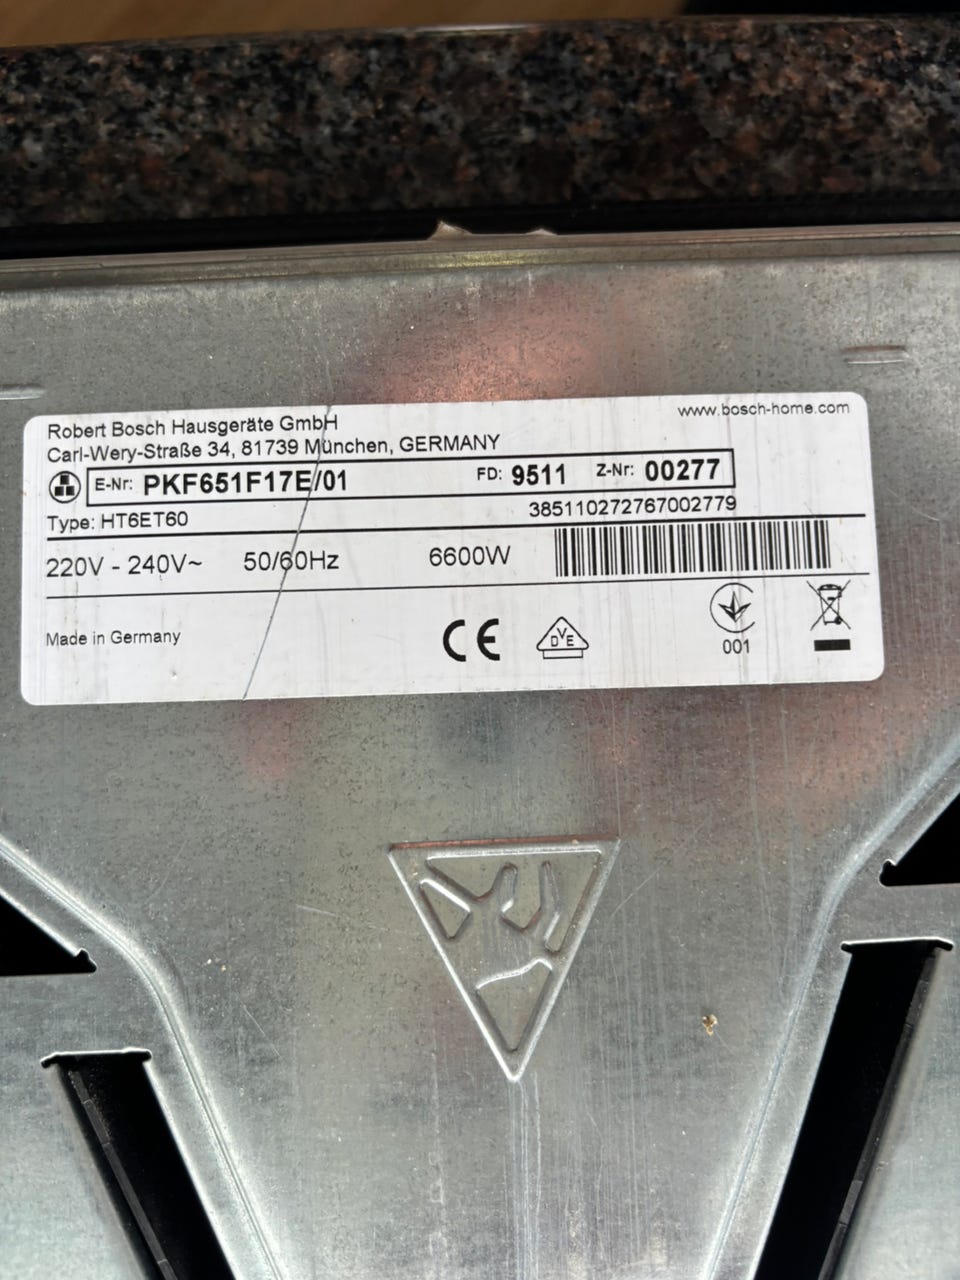 www.bosch-home.com
Robert Bosch Hausgeräte GmbH
Carl-Wery-Straße 34, 81739 München, GERMANY
E-Nr: PKF651F17E/01 FD: 9511 Z-Nr: 00277
Type: HT6ET60 385110272767002779
220V - 240V~ 50/60Hz 6600W
Made in Germany CE DVE 001